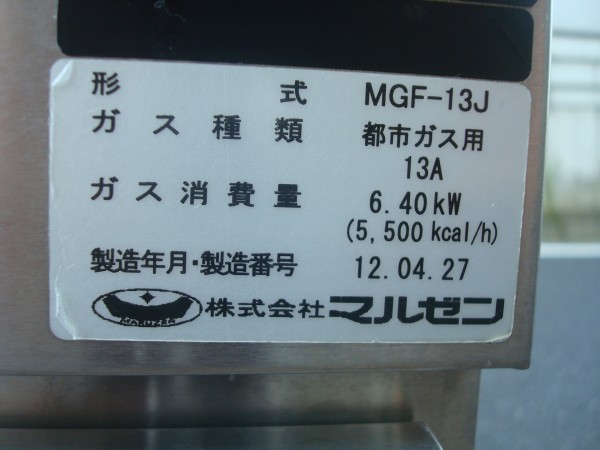 形式 MGF-13J
ガス種類 都市ガス用
13A
ガス消費量 6.40kW
(5,500kcal/h)
製造年月・製造番号 12.04.27
MARUZEN 株式会社 マルゼン